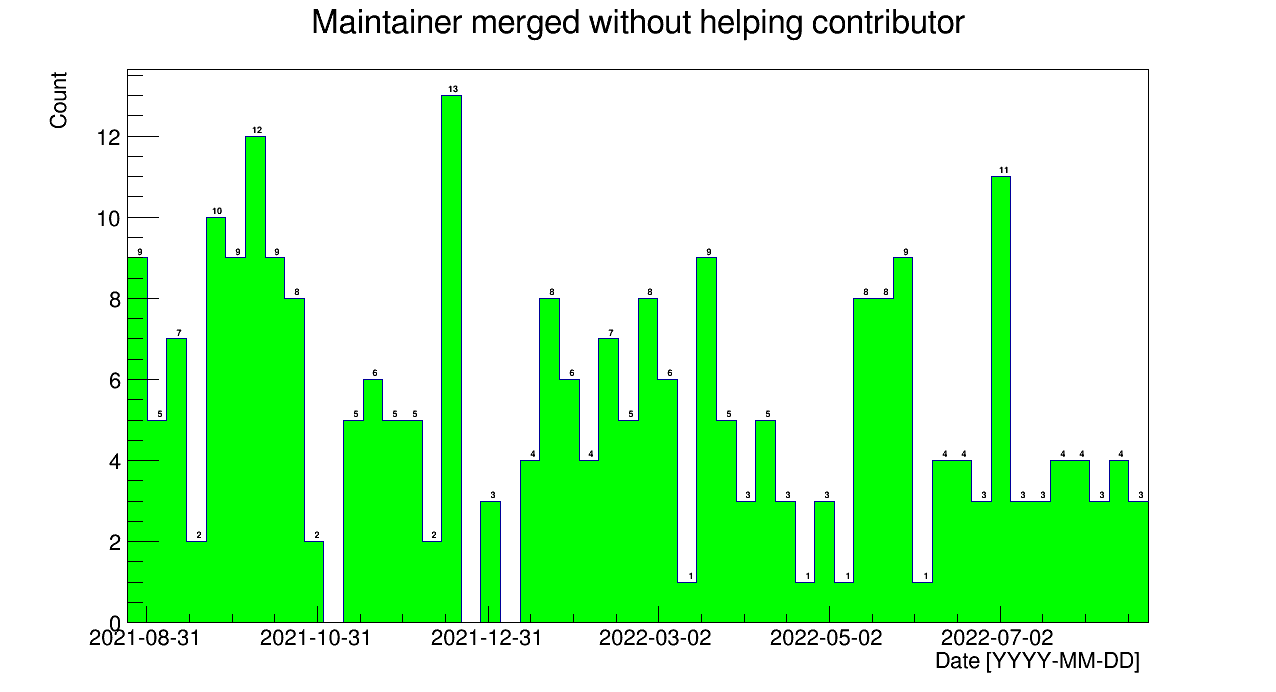 Maintainer merged without helping contributor
Count
12
10
8
6
4
2
0
9 5 7 2 10 9 12 9 8 2 5 6 5 5 2 13 3 4 8 6 4 7 5 8 6 1 9 5 3 5 3 1 3 1 8 8 9 1 4 4 3 11 3 3 4 4 3 4 3
2021-08-31 2021-10-31 2021-12-31 2022-03-02 2022-05-02 2022-07-02
Date [YYYY-MM-DD]